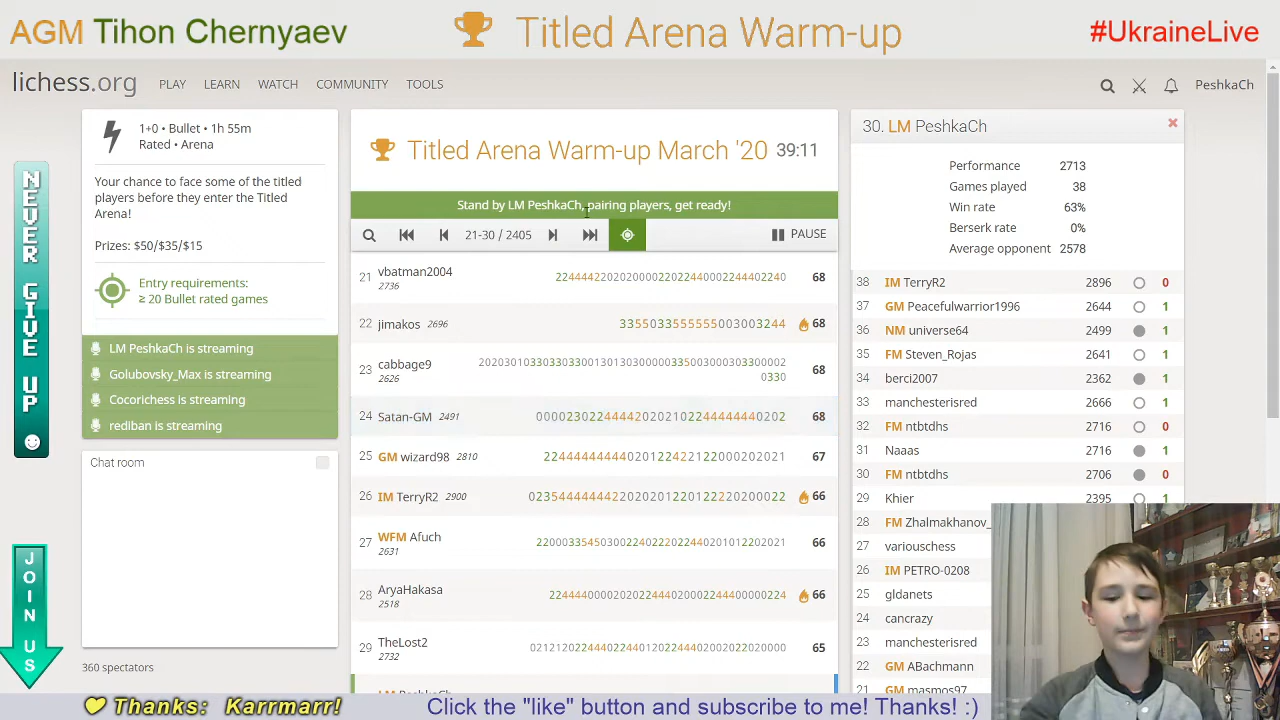 AGM Tihon Chernyaev
Titled Arena Warm-up
#UkraineLive
lichess.org
PLAY
LEARN
WATCH
COMMUNITY
TOOLS
PeshkaCh
NEVER GIVE UP
JOIN US
1+0 • Bullet • 1h 55m
Rated • Arena
Your chance to face some of the titled
players before they enter the Titled
Arena!
Prizes: $50/$35/$15
Entry requirements:
≥ 20 Bullet rated games
LM PeshkaCh is streaming
Golubovsky_Max is streaming
Cocorichess is streaming
rediban is streaming
Chat room
360 spectators
Titled Arena Warm-up March '20 39:11
Stand by LM PeshkaCh, pairing players, get ready!
21-30 / 2405
PAUSE
21 vbatman2004 2736 68
22 jimakos 2696 3355033555555003003244 68
23 cabbage9 2626 68
24 Satan-GM 2491 68
25 GM wizard98 2810 67
26 IM TerryR2 2900 66
27 WFM Afuch 2631 66
28 AryaHakasa 2518 66
29 TheLost2 2732 65
LM PeshkaCh
30. LM PeshkaCh
Performance 2713
Games played 38
Win rate 63%
Berserk rate 0%
Average opponent 2578
38 IM TerryR2 2896 0
37 GM Peacefulwarrior1996 2644 1
36 NM universe64 2499 1
35 FM Steven_Rojas 2641 1
34 berci2007 2362 1
33 manchesterisred 2666 1
32 FM ntbtdhs 2716 0
31 Naaas 2716 1
30 FM ntbtdhs 2706 0
29 Khier 2395 1
28 FM Zhalmakhanov_
27 variouschess
26 IM PETRO-0208
25 gldanets
24 cancrazy
23 manchesterisred
22 GM ABachmann
21 GM masmos97
Thanks: Karrmarr!
Click the "like" button and subscribe to me! Thanks! :)